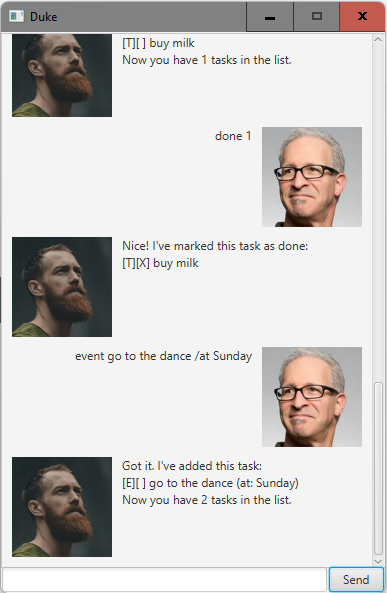 Duke
[T][ ] buy milk
Now you have 1 tasks in the list.
done 1
Nice! I've marked this task as done:
[T][X] buy milk
event go to the dance /at Sunday
Got it. I've added this task:
[E][ ] go to the dance (at: Sunday)
Now you have 2 tasks in the list.
Send